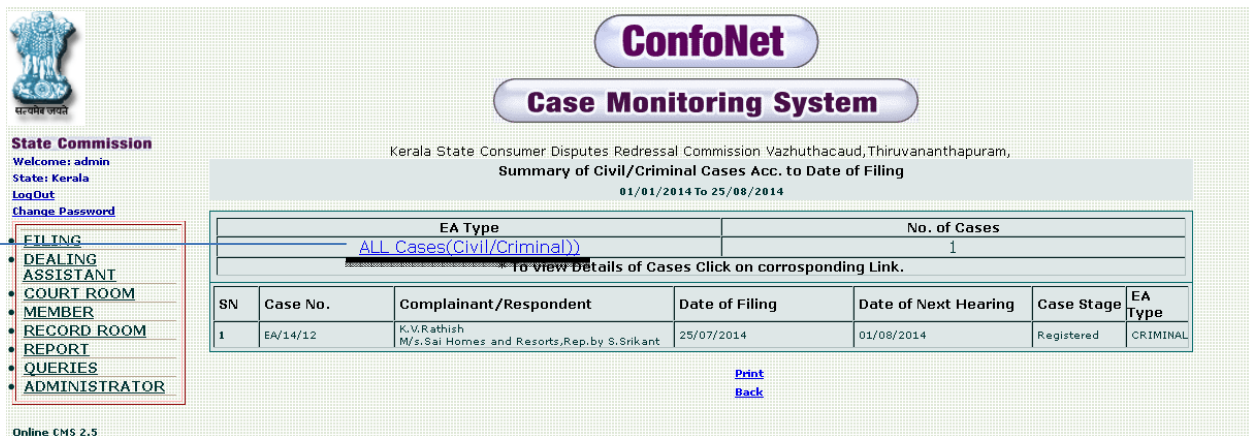 ConfoNet
Case Monitoring System
सत्यमेव जयते
State Commission
Welcome: admin
State: Kerala
LogOut
Change Password
FILING
DEALING
ASSISTANT
COURT ROOM
MEMBER
RECORD ROOM
REPORT
QUERIES
ADMINISTRATOR
Online CMS 2.5
Kerala State Consumer Disputes Redressal Commission Vazhuthacaud,Thiruvananthapuram,
Summary of Civil/Criminal Cases Acc. to Date of Filing
01/01/2014 To 25/08/2014
EA Type No. of Cases
ALL Cases(Civil/Criminal)) 1
* To View Details of Cases Click on corrosponding Link.
SN Case No. Complainant/Respondent Date of Filing Date of Next Hearing Case Stage EA Type
1 EA/14/12 K.V.Rathish 25/07/2014 01/08/2014 Registered CRIMINAL
M/s.Sai Homes and Resorts,Rep.by S.Srikant
Print
Back